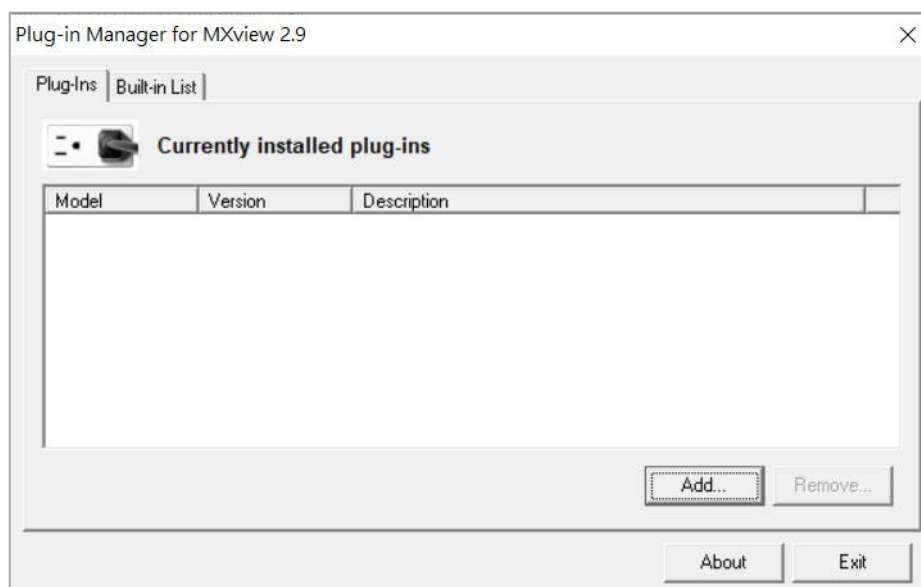 Plug-in Manager for MXview 2.9
Plug-Ins Built-in List
Currently installed plug-ins
Model Version Description
Add... Remove...
About Exit